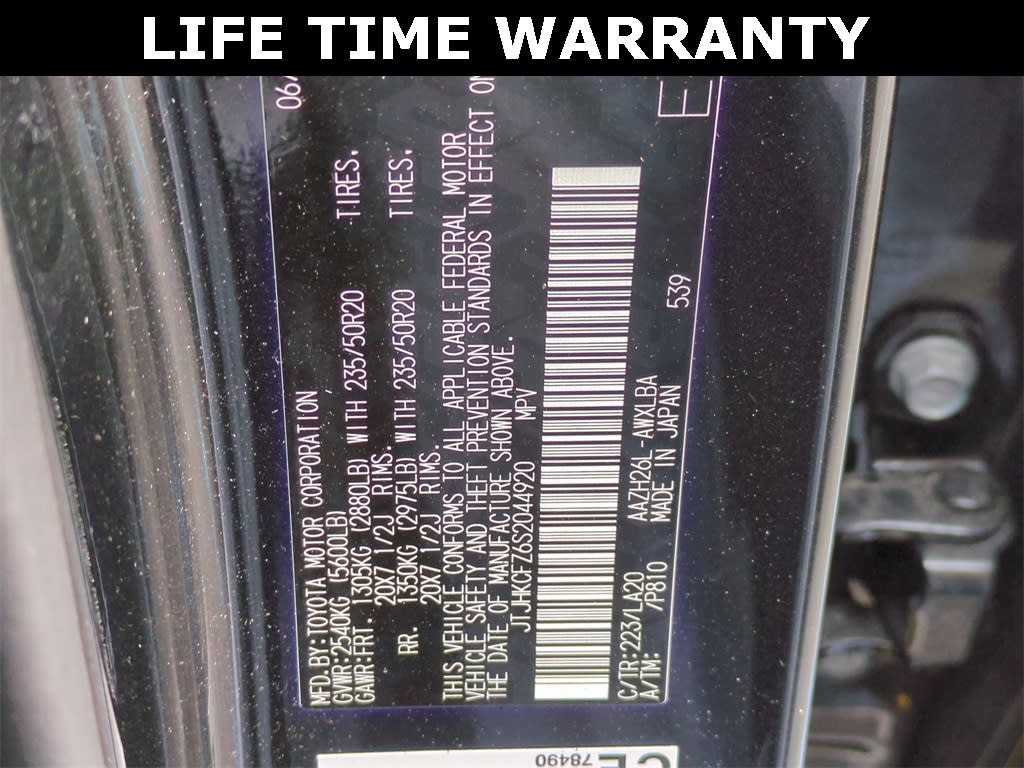 LIFE TIME WARRANTY
MFD.BY:TOYOTA MOTOR CORPORATION 06/
GVWR:2540KG (5600LB)
GAWR:FRT. 1305KG (2880LB) WITH 235/50R20 TIRES.
20X7 1/2J RIMS.
RR. 1350KG (2975LB) WITH 235/50R20 TIRES.
20X7 1/2J RIMS.
THIS VEHICLE CONFORMS TO ALL APPLICABLE FEDERAL MOTOR
VEHICLE SAFETY AND THEFT PREVENTION STANDARDS IN EFFECT ON
THE DATE OF MANUFACTURE SHOWN ABOVE.
JTJHKCFZ6S2044920 MPV
C/TR:223/LA20 AAZH26L-AWXLBA
A/TM: /P810 MADE IN JAPAN 539
E
78490